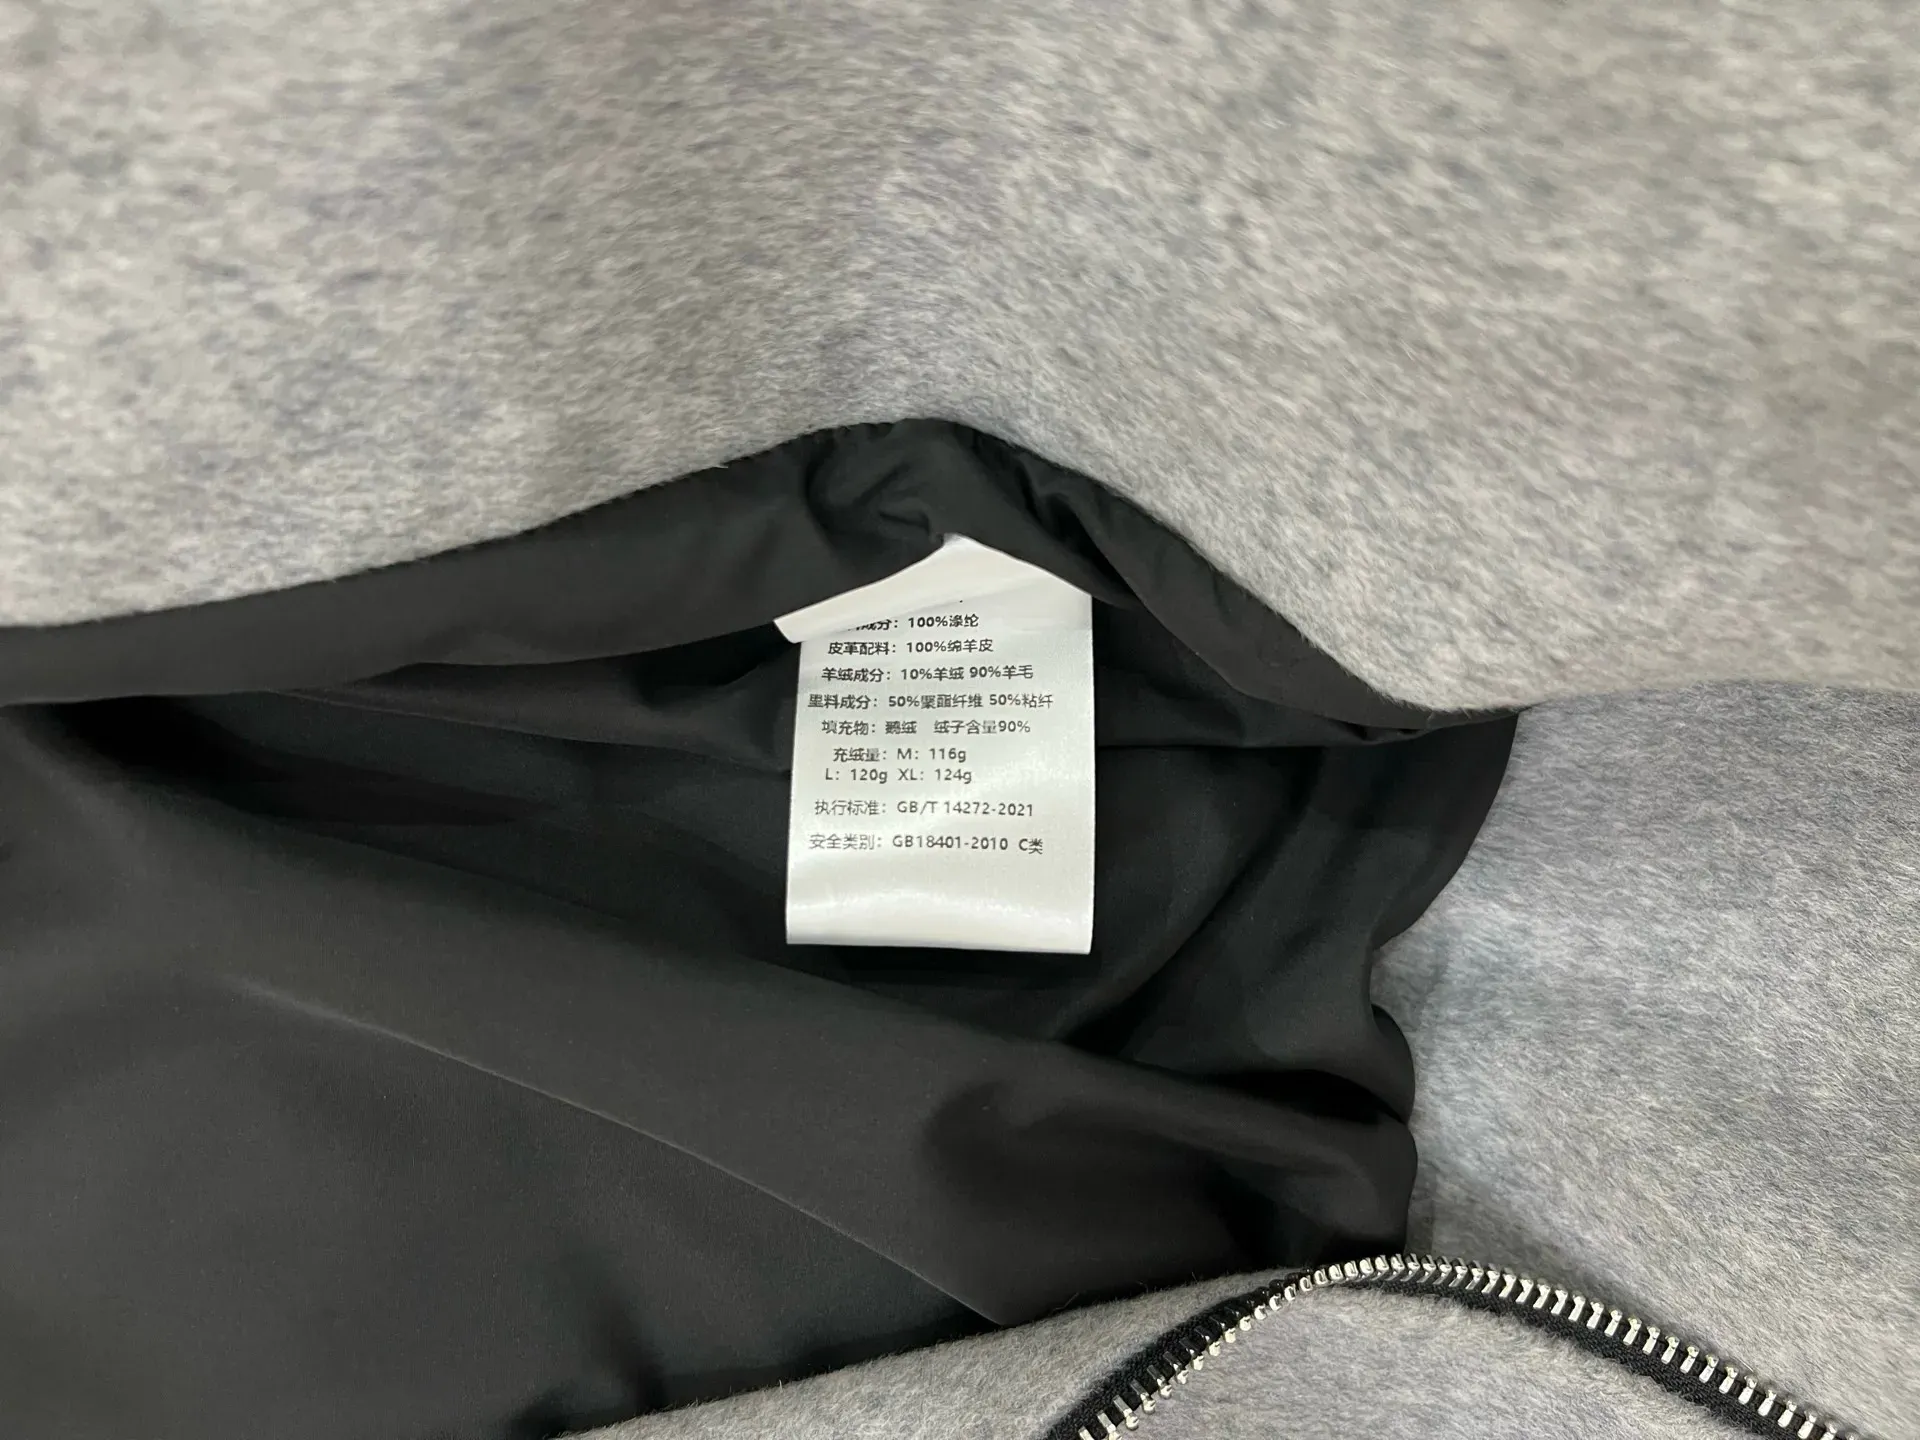 成分：100%涤纶
皮革配料：100%绵羊皮
羊绒成分：10%羊绒 90%羊毛
里料成分：50%聚酯纤维 50%粘纤
填充物：鹅绒 绒子含量90%
充绒量：M：116g
L：120g XL：124g
执行标准：GB/T 14272-2021
安全类别：GB18401-2010 C类